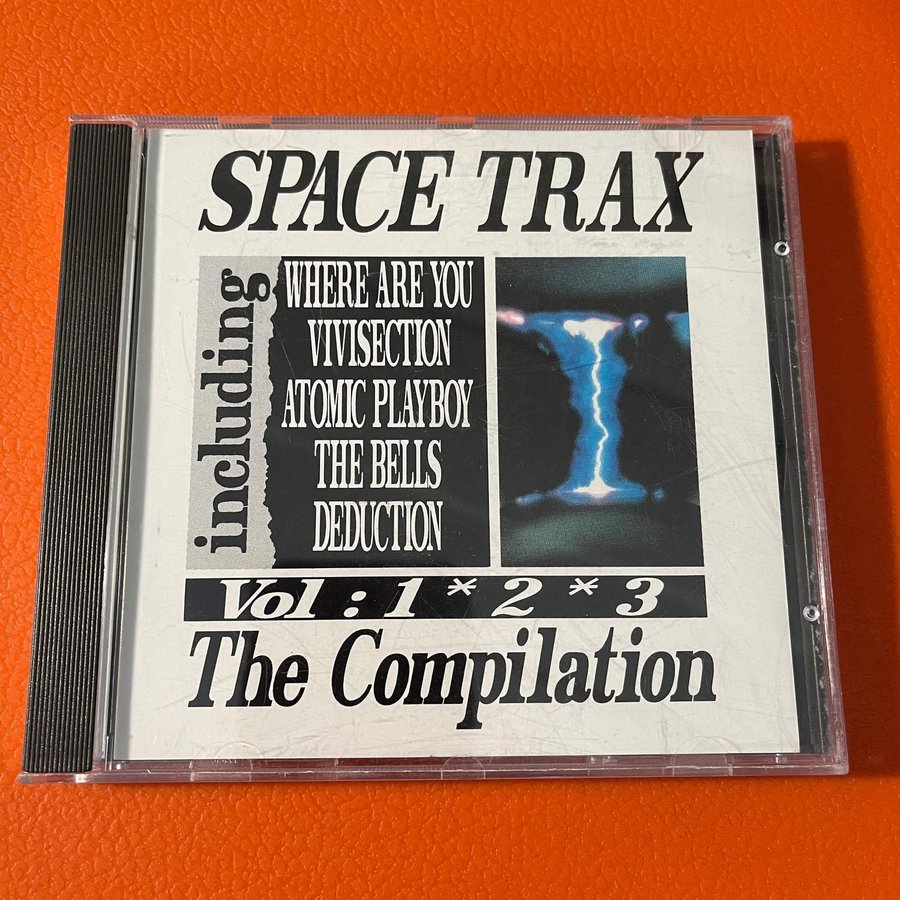 SPACE TRAX
including
WHERE ARE YOU
VIVISECTION
ATOMIC PLAYBOY
THE BELLS
DEDUCTION
Vol : 1 * 2 * 3
The Compilation